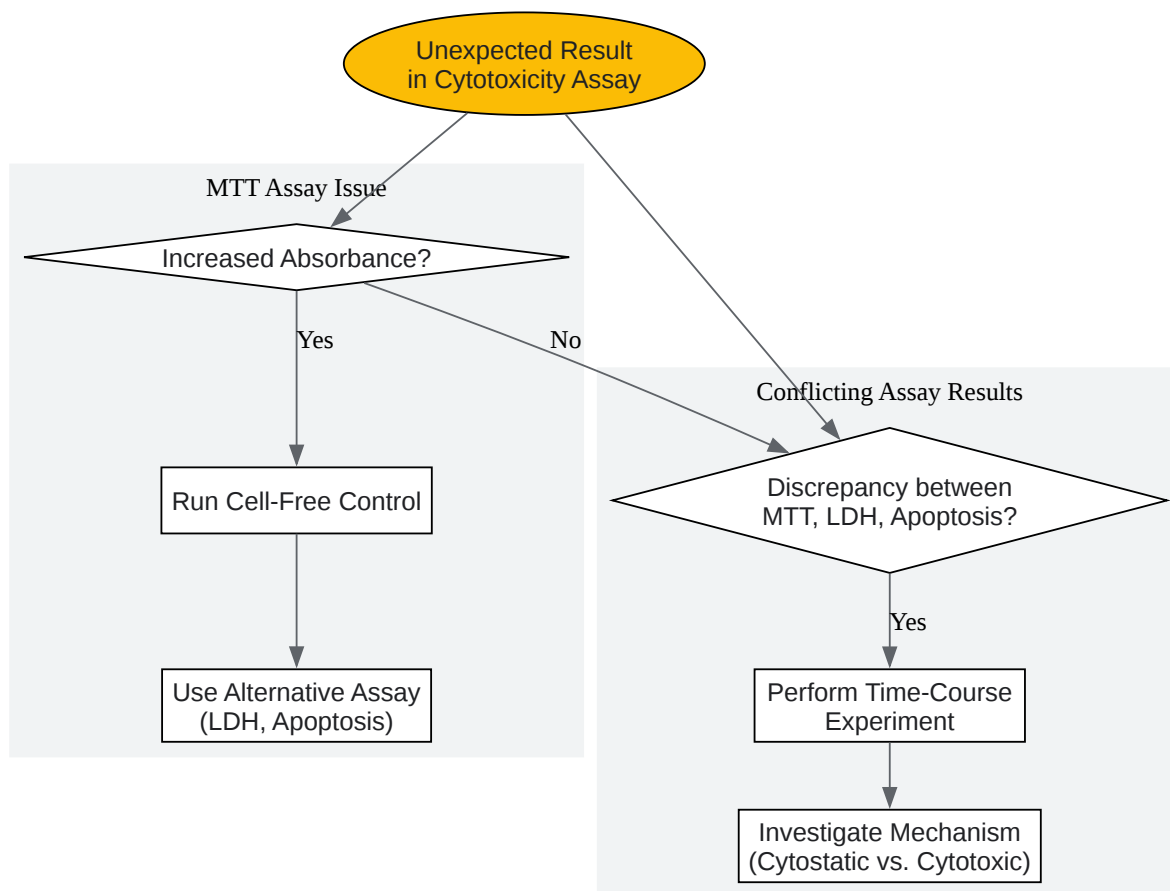 Unexpected Result
in Cytotoxicity Assay
MTT Assay Issue
Increased Absorbance?
Yes
No
Run Cell-Free Control
Use Alternative Assay
(LDH, Apoptosis)
Conflicting Assay Results
Discrepancy between
MTT, LDH, Apoptosis?
Yes
Perform Time-Course
Experiment
Investigate Mechanism
(Cytostatic vs. Cytotoxic)